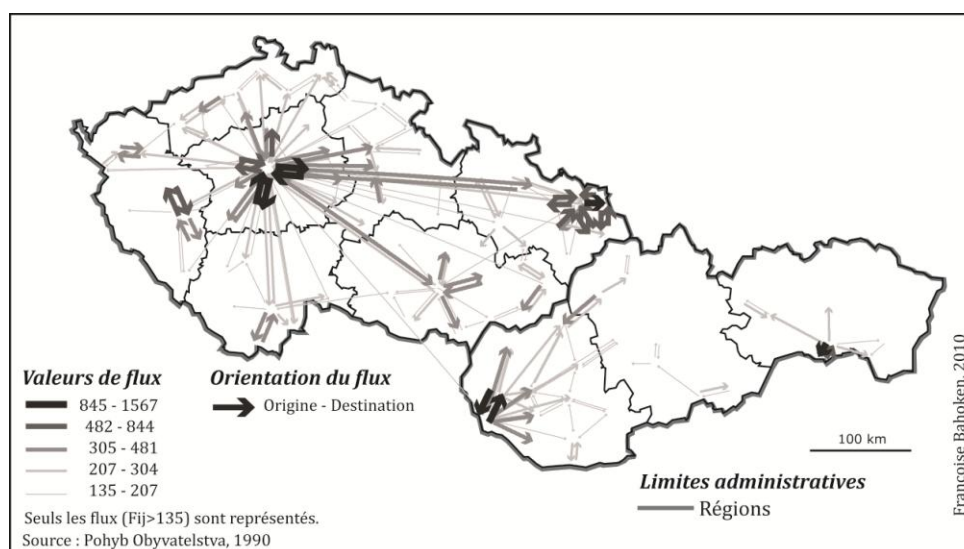 Valeurs de flux
845 - 1567
482 - 844
305 - 481
207 - 304
135 - 207
Orientation du flux
Origine - Destination
Seuls les flux (Fij>135) sont représentés.
Source : Pohyb Obyvatelstva, 1990
100 km
Limites administratives
Régions
Françoise Bahoken, 2010